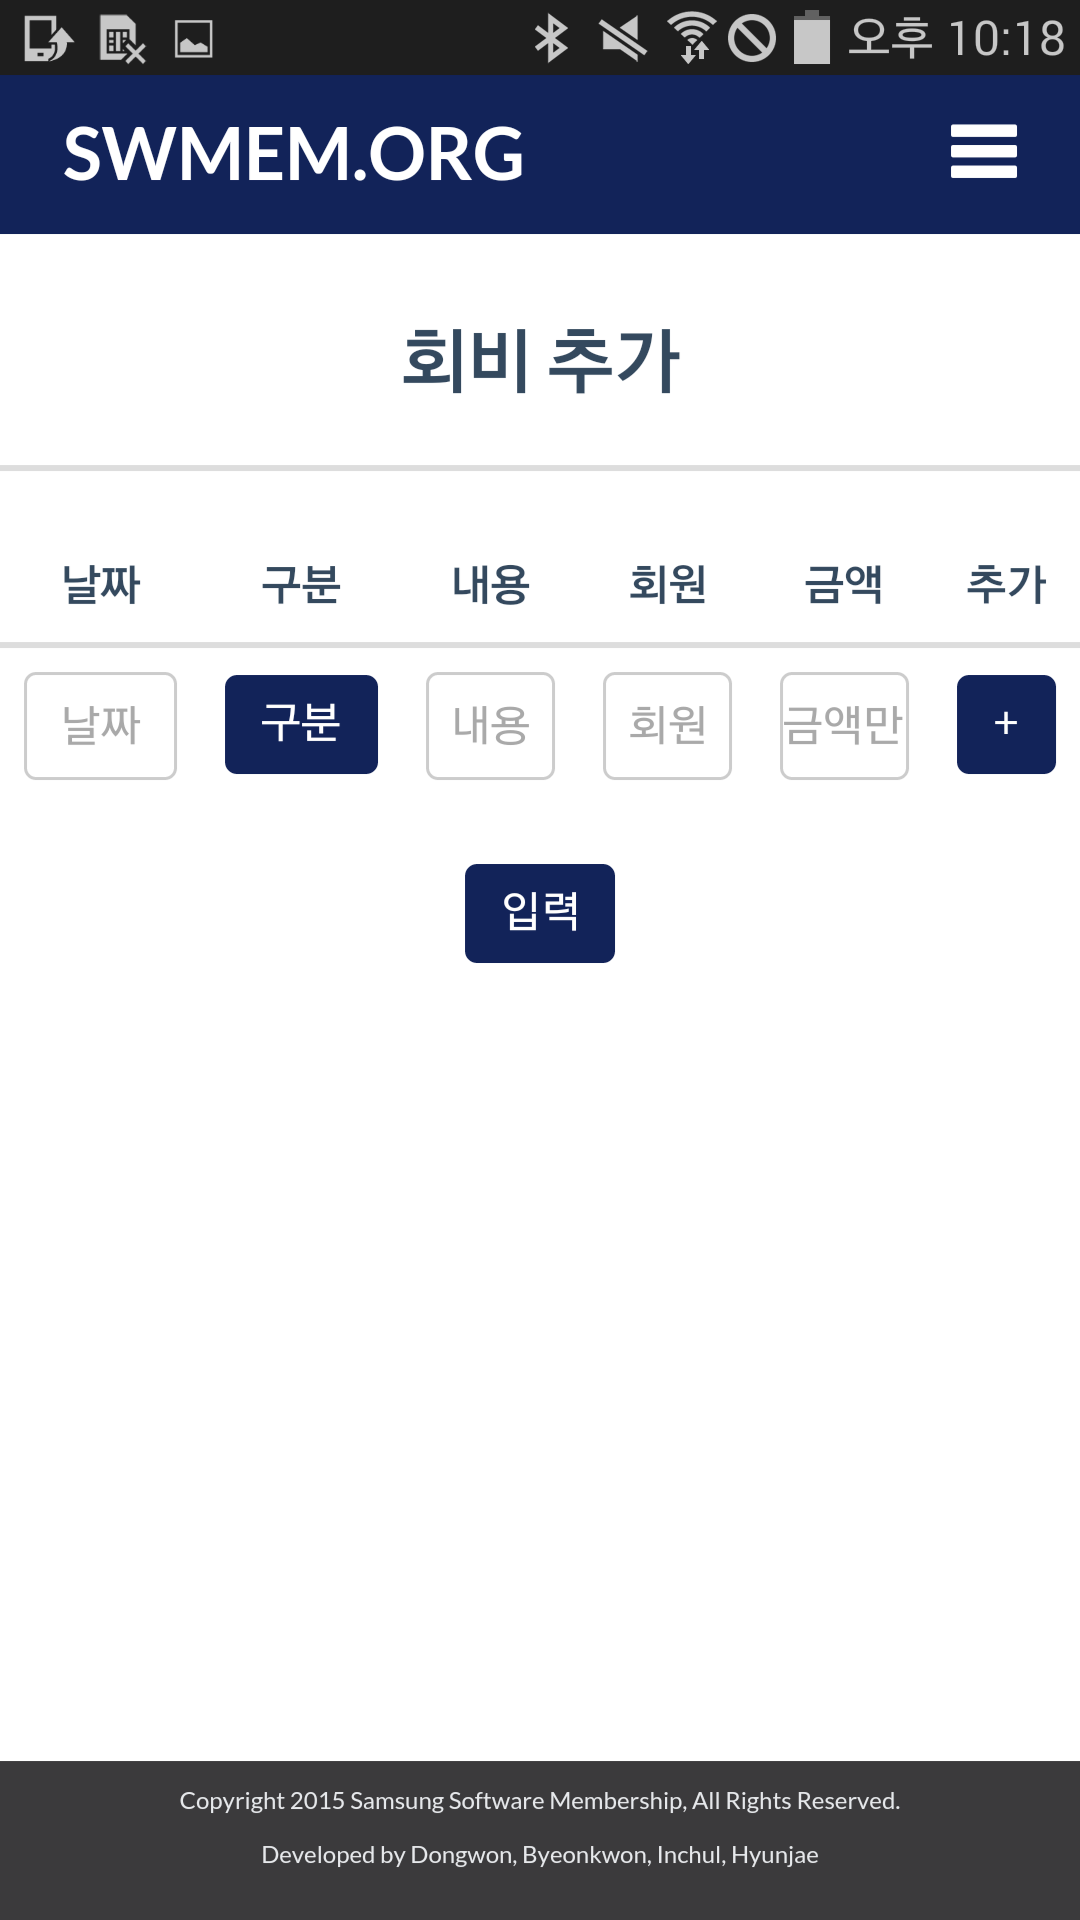 오후 10:18
SWMEM.ORG
회비 추가
날짜 구분 내용 회원 금액 추가
날짜 구분 내용 회원 금액만 +
입력
Copyright 2015 Samsung Software Membership, All Rights Reserved.
Developed by Dongwon, Byeonkwon, Inchul, Hyunjae